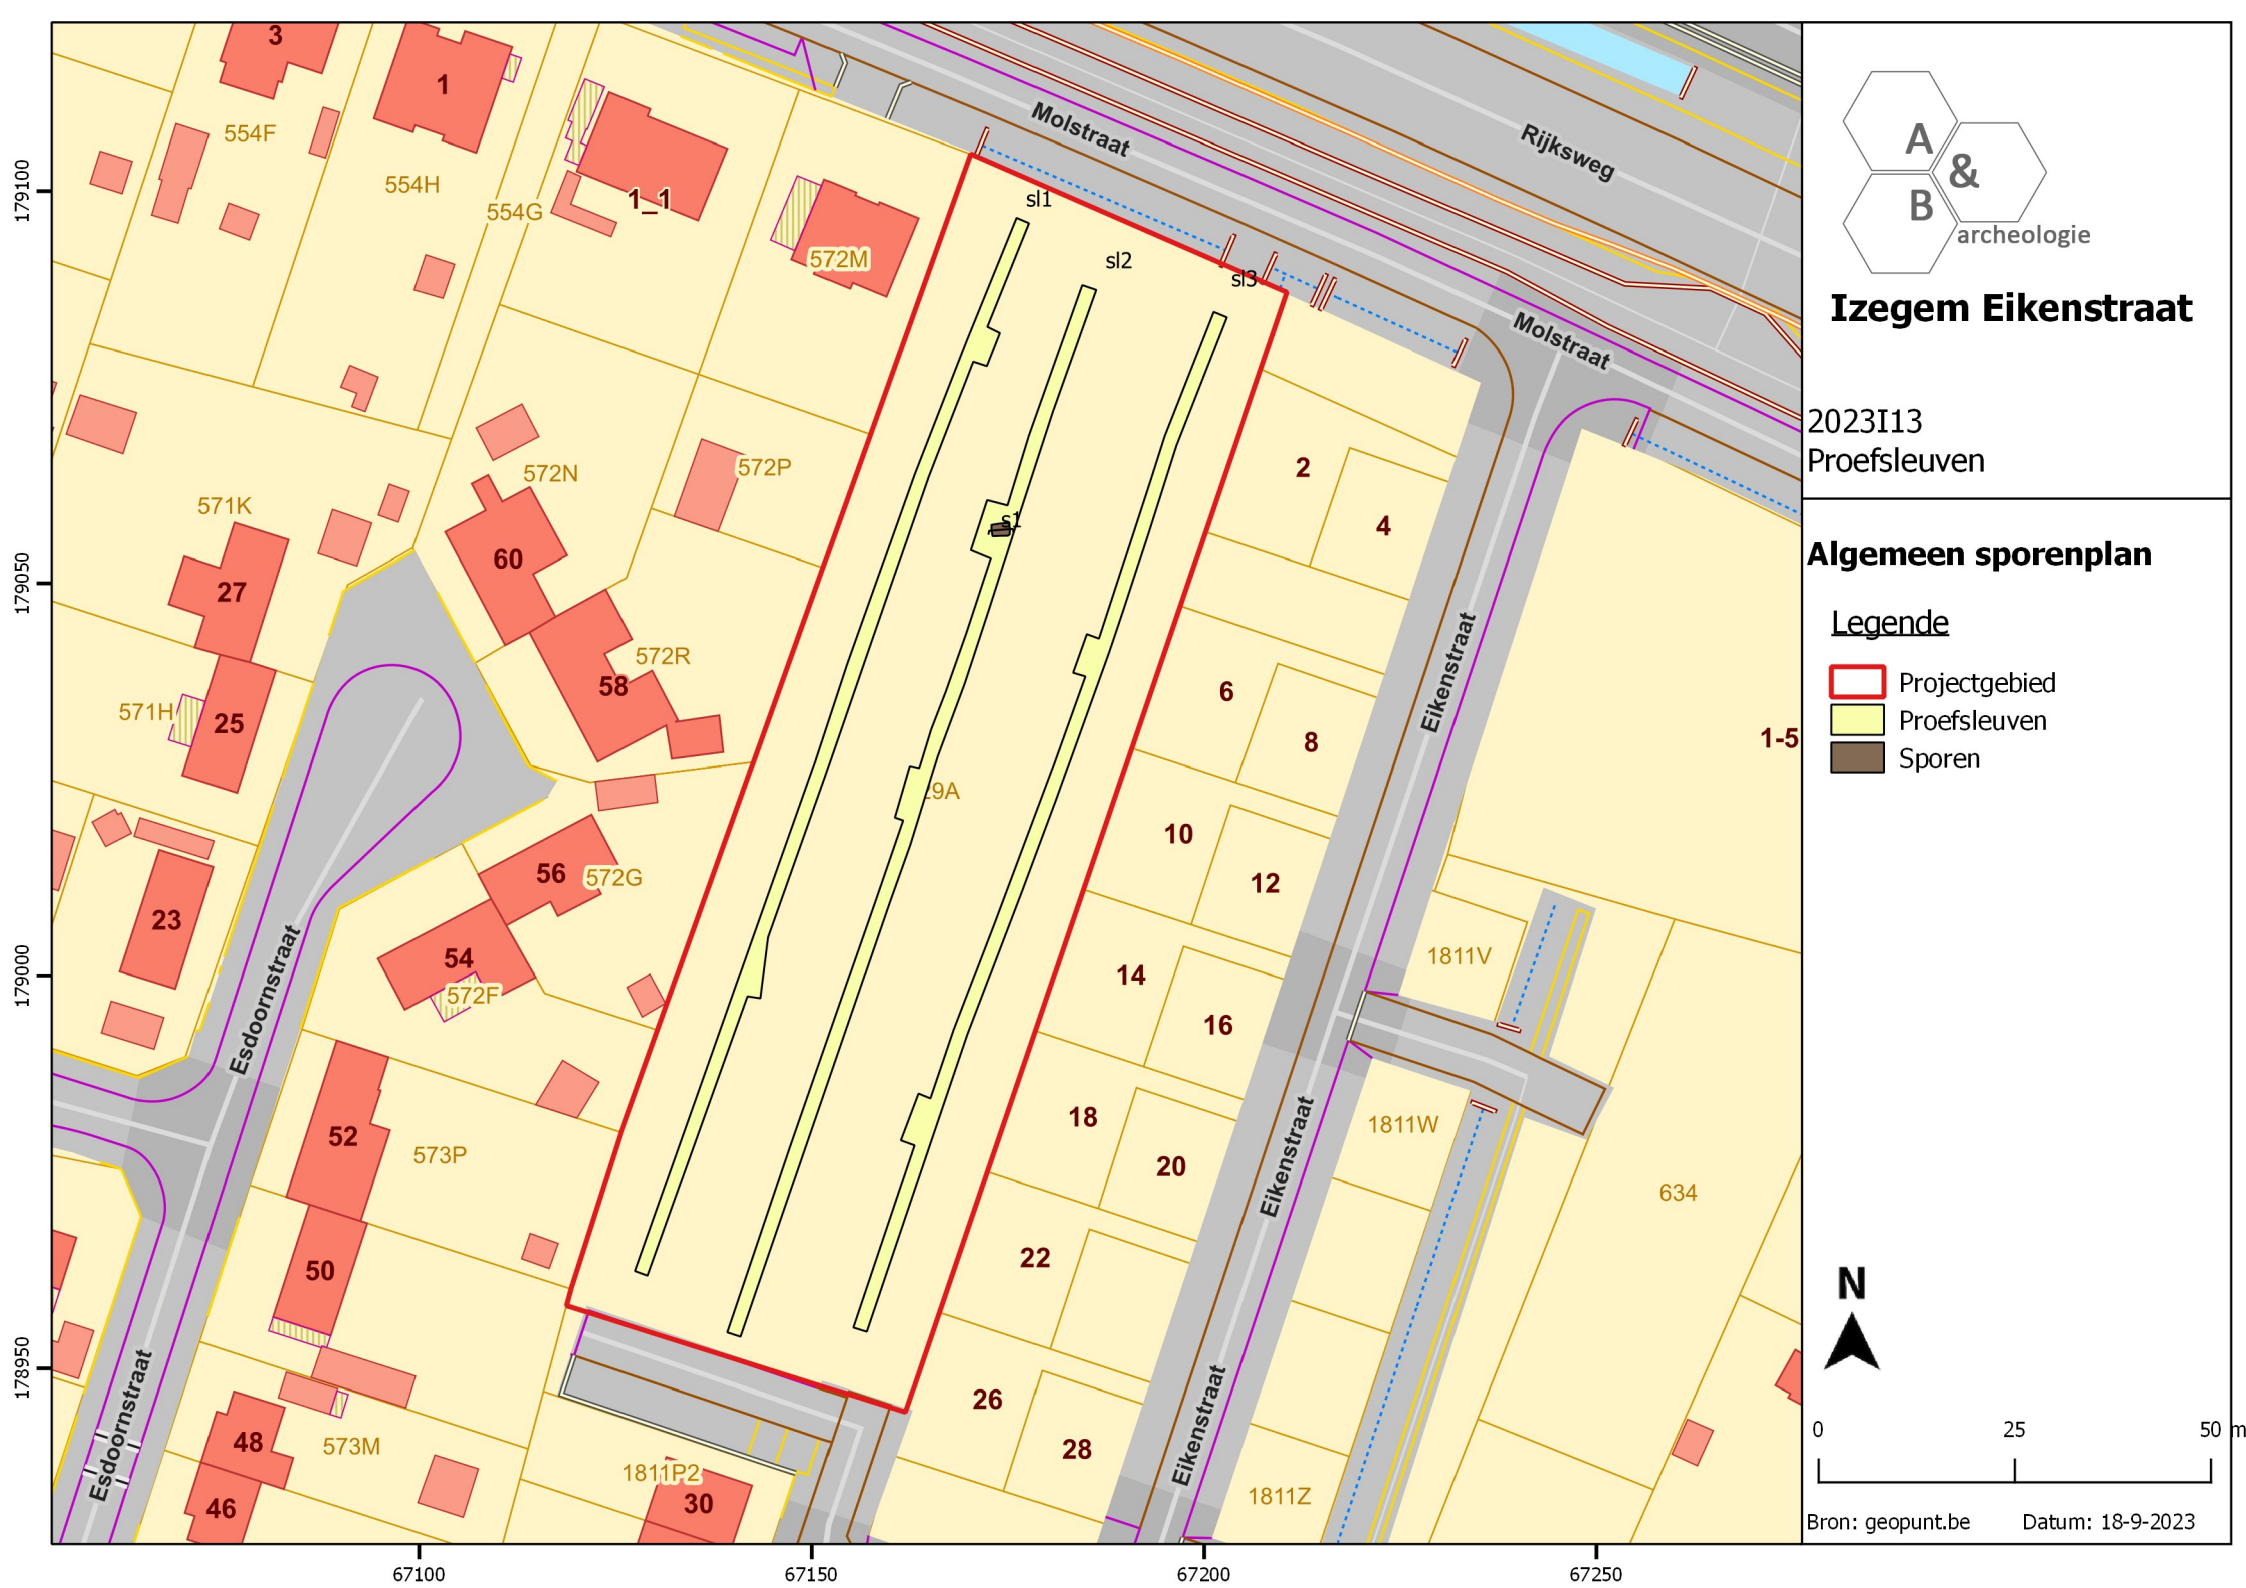 3
1
554F
554H
554G
1_1
572M
Molstraat
Rijksweg
sl1
sl2
sl3
Molstraat
572N
572P
571K
60
27
572R
58
571H
25
s1
2
4
6
8
10
12
14
16
18
20
22
26
28
Eikenstraat
Eikenstraat
Eikenstraat
1-5
29A
56
572G
54
572F
23
Esdoornstraat
Esdoornstraat
52
573P
50
48
573M
46
1811P2
30
1811V
1811W
634
1811Z
179100
179050
179000
178950
67100
67150
67200
67250
A
&
B
archeologie
Izegem Eikenstraat
2023I13
Proefsleuven
Algemeen sporenplan
Legende
Projectgebied
Proefsleuven
Sporen
N
0 25 50 m
Bron: geopunt.be Datum: 18-9-2023